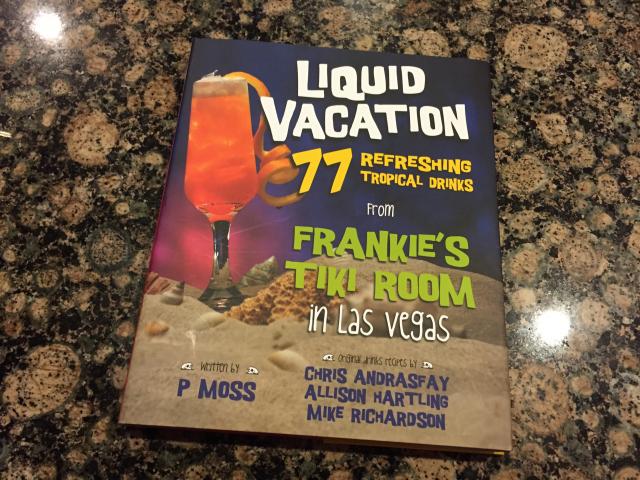 LIQUID
VACATION
77 REFRESHING
TROPICAL DRINKS
From
FRANKIE'S
TIKI ROOM
in Las Vegas
written by
P MOSS
original drinks recipes by
CHRIS ANDRASFAY
ALLISON HARTLING
MIKE RICHARDSON